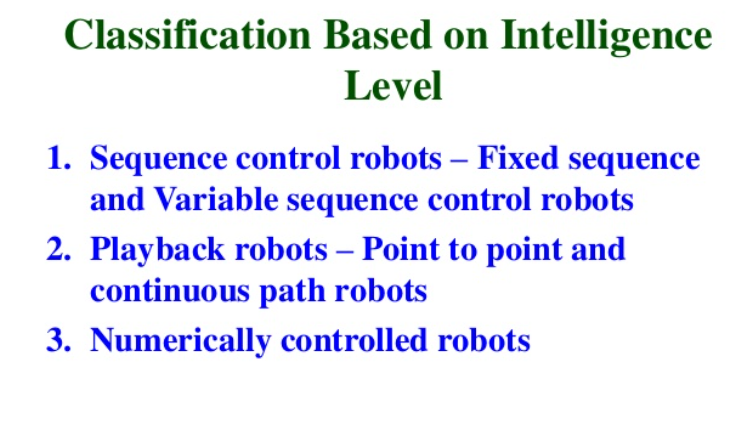 Classification Based on Intelligence
Level
1. Sequence control robots – Fixed sequence
and Variable sequence control robots
2. Playback robots – Point to point and
continuous path robots
3. Numerically controlled robots